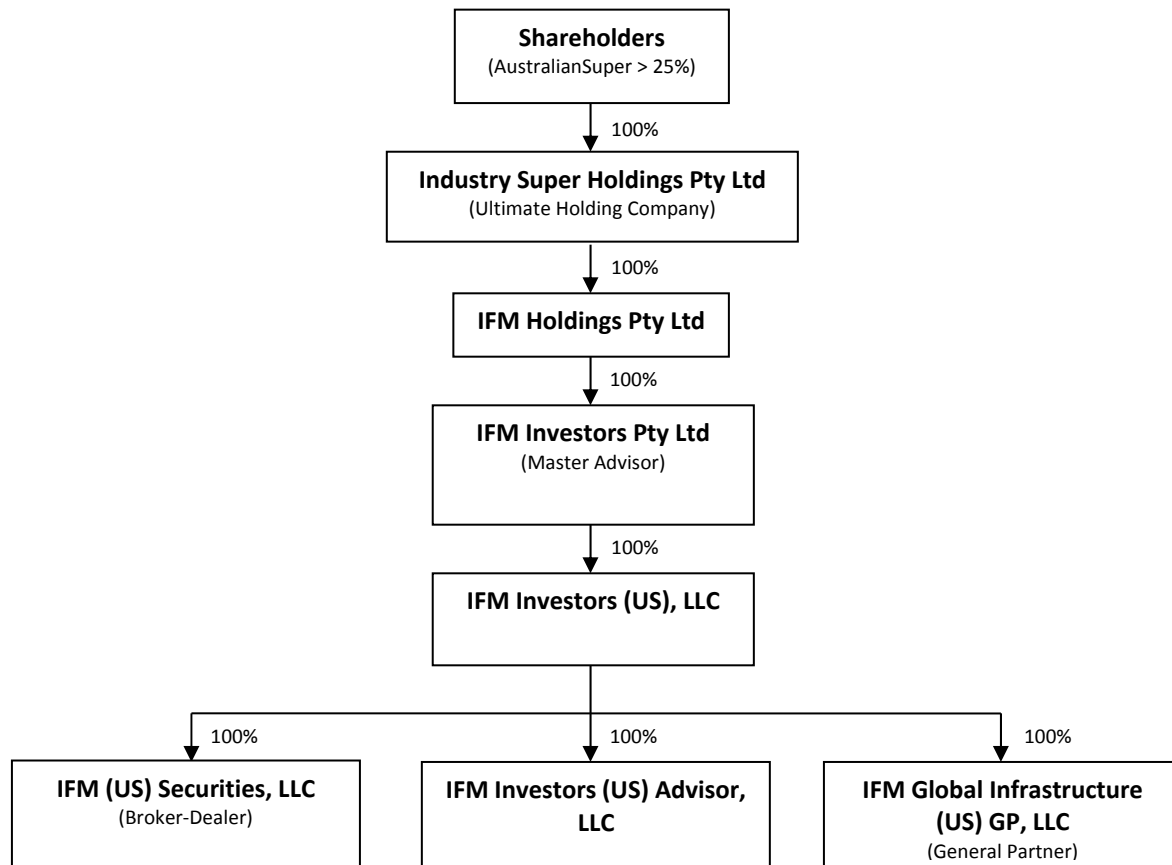 Shareholders
(AustralianSuper > 25%)
100%
Industry Super Holdings Pty Ltd
(Ultimate Holding Company)
100%
IFM Holdings Pty Ltd
100%
IFM Investors Pty Ltd
(Master Advisor)
100%
IFM Investors (US), LLC
100%
100%
100%
IFM (US) Securities, LLC
(Broker-Dealer)
IFM Investors (US) Advisor,
LLC
IFM Global Infrastructure
(US) GP, LLC
(General Partner)